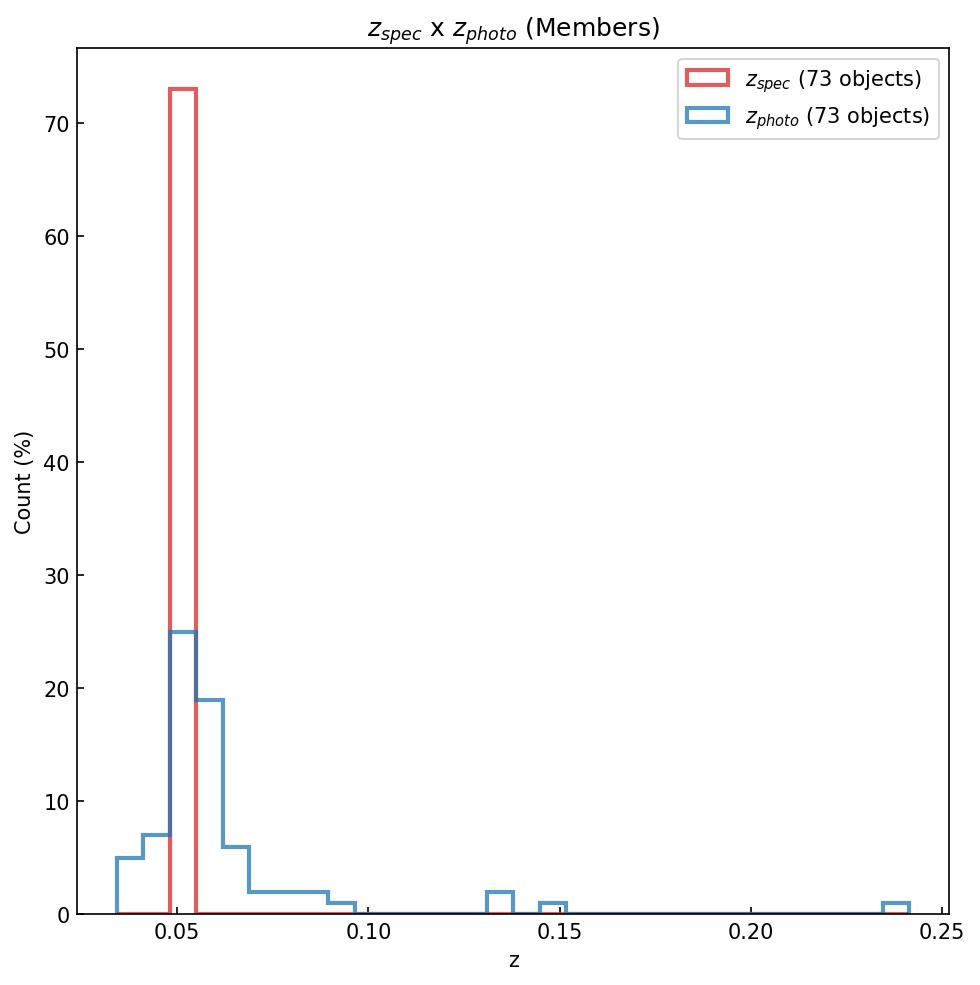 z_spec x z_photo (Members)
z_spec (73 objects)
z_photo (73 objects)
Count (%)
70
60
50
40
30
20
10
0
0.05 0.10 0.15 0.20 0.25
z